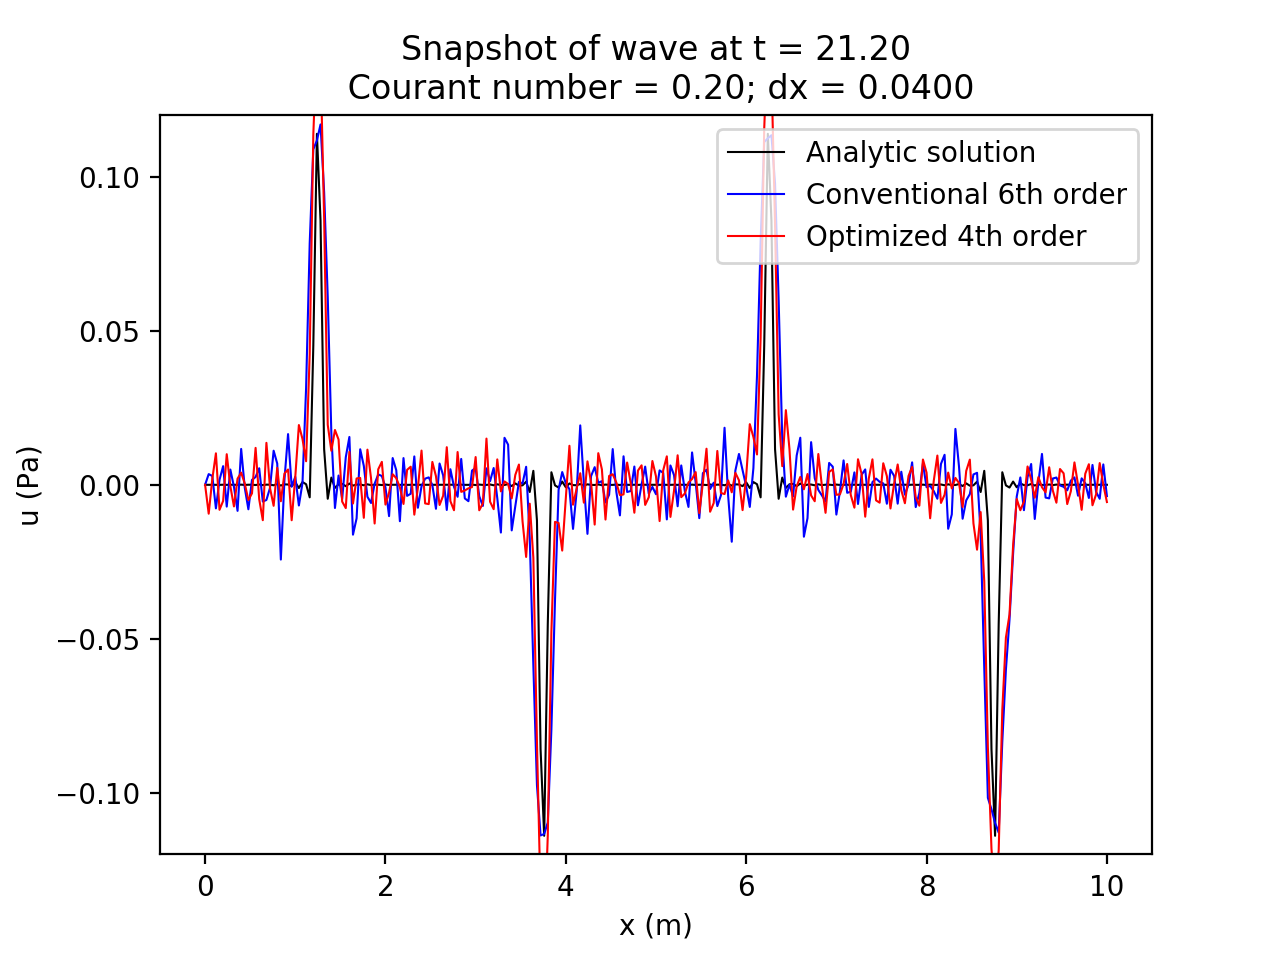 Snapshot of wave at t = 21.20
Courant number = 0.20; dx = 0.0400
Analytic solution
Conventional 6th order
Optimized 4th order
0.10
0.05
0.00
−0.05
−0.10
u (Pa)
0 2 4 6 8 10
x (m)